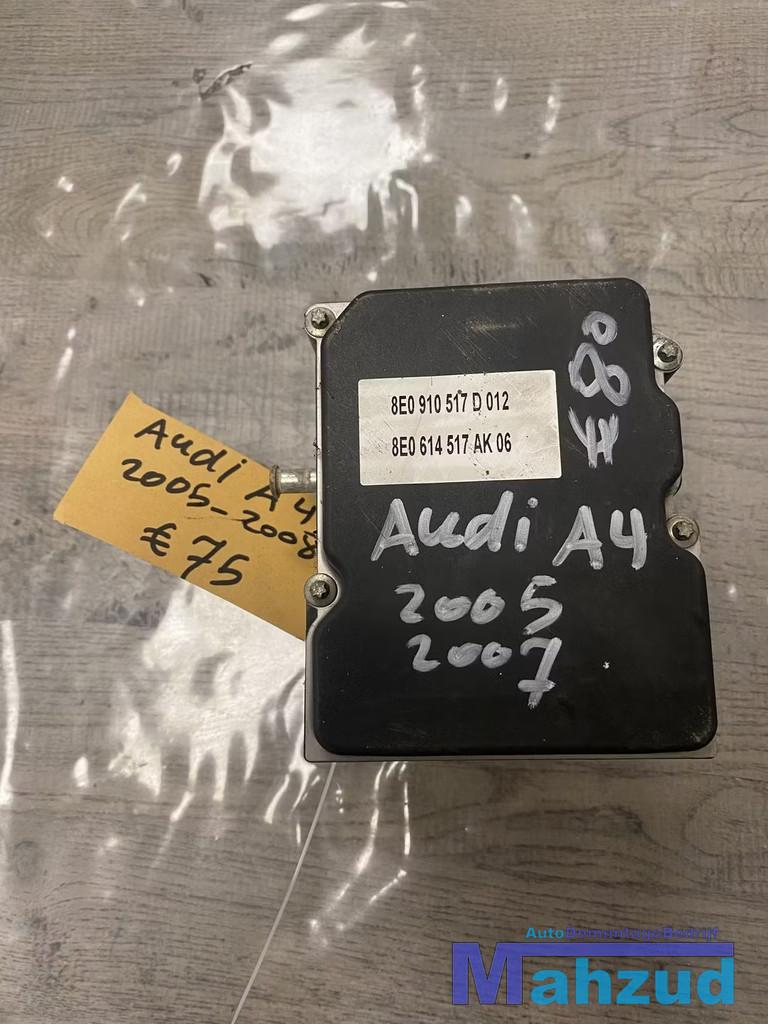 8E0 910 517 D 012
8E0 614 517 AK 06
Audi A4
2005
2007
Audi A4
2005-2008
€ 75
AutoDemontageBedrijf
Mahzud